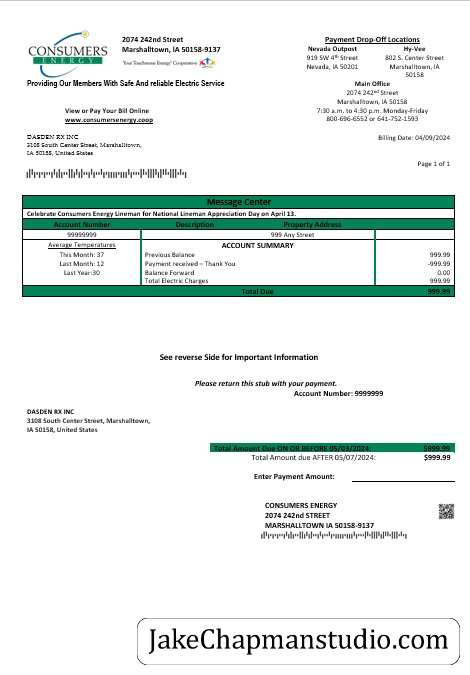 CONSUMERS
ENERGY
2074 242nd Street
Marshalltown, IA 50158-9137
Your Touchstone Energy® Cooperative
Providing Our Members With Safe And reliable Electric Service
Payment Drop-Off Locations
Nevada Outpost
919 SW 4th Street
Nevada, IA 50201
Hy-Vee
802 S. Center Street
Marshalltown, IA
50158
Main Office
2074 242nd Street
Marshalltown, IA 50158
7:30 a.m. to 4:30 p.m. Monday-Friday
800-696-6552 or 641-752-1593
View or Pay Your Bill Online
www.consumersenergy.coop
DASDEN RX INC
3108 South Center Street, Marshalltown,
IA 50158, United States
Billing Date: 04/09/2024
Page 1 of 1
Message Center
Celebrate Consumers Energy Lineman for National Lineman Appreciation Day on April 13.
Account Number Description Property Address
99999999 999 Any Street
Average Temperatures
This Month: 37
Last Month: 12
Last Year:30
ACCOUNT SUMMARY
Previous Balance 999.99
Payment received – Thank You -999.99
Balance Forward 0.00
Total Electric Charges 999.99
Total Due 999.99
See reverse Side for Important Information
Please return this stub with your payment.
Account Number: 9999999
DASDEN RX INC
3108 South Center Street, Marshalltown,
IA 50158, United States
Total Amount Due ON OR BEFORE 05/03/2024: $999.99
Total Amount due AFTER 05/07/2024: $999.99
Enter Payment Amount:
CONSUMERS ENERGY
2074 242nd STREET
MARSHALLTOWN IA 50158-9137
JakeChapmanstudio.com